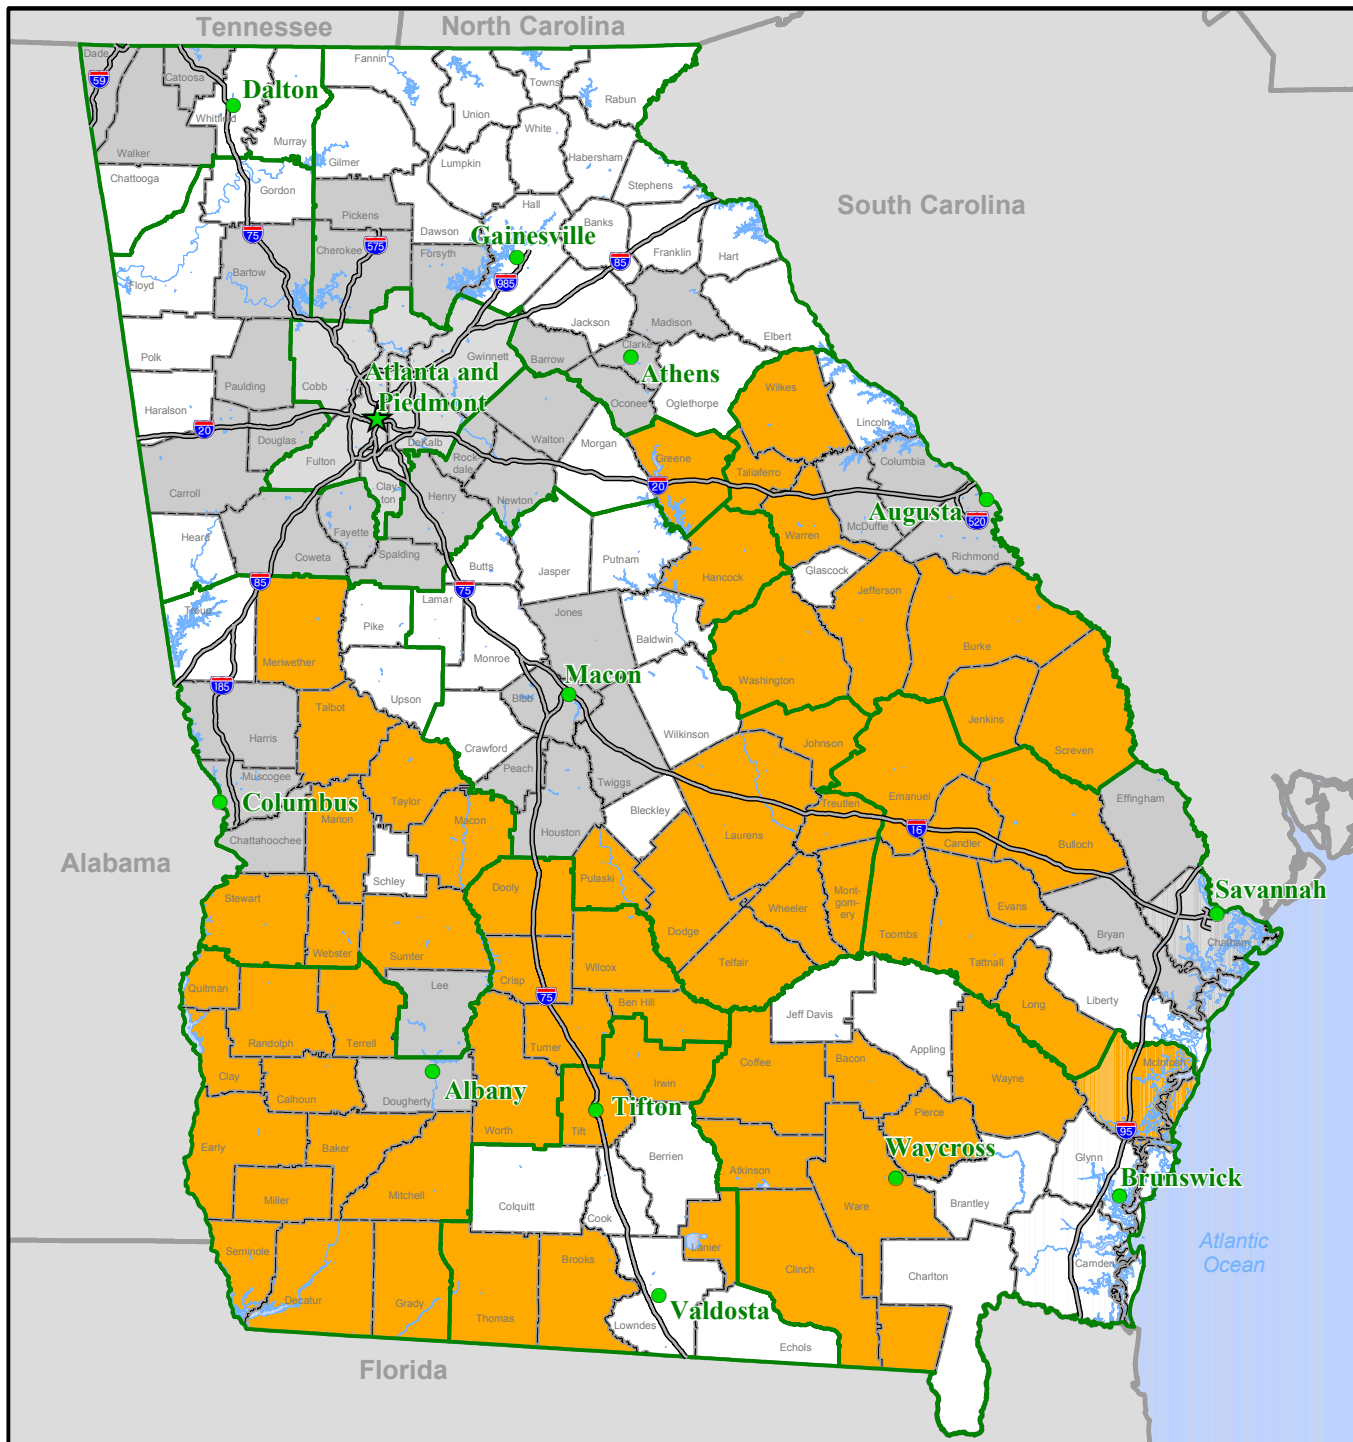 Tennessee
North Carolina
Fannin
Dade
59
Catoosa
Towns
Rabun
Dalton
Union
Whitfield
White
Murray
Walker
Gilmer
Lumpkin
Habersham
Chattooga
Gordon
Stephens
Hall
South Carolina
Pickens
Banks
75
Dawson
Gainesville
Cherokee
575
Forsyth
Franklin
Hart
85
Bartow
Floyd
985
Jackson
Madison
Elbert
Polk
Gwinnett
Barrow
Clarke
Atlanta and
Athens
Paulding
Cobb
Wilkes
Piedmont
Oconee
Oglethorpe
Haralson
20
Douglas
DeKalb
Walton
Morgan
Lincoln
Fulton
Rock-
dale
Greene
Taliaferro
Columbia
Carroll
Clay
ton
Henry
Newton
20
Augusta
520
McDuffie
Fayette
Warren
Heard
Coweta
Spalding
Richmond
Butts
Jasper
Putnam
Glascock
85
75
Hancock
Jefferson
Troup
Lamar
Jones
Pike
Baldwin
Burke
Meriwether
Monroe
Macon
Washington
185
Upson
Bibb
Talbot
Jenkins
Harris
Crawford
Wilkinson
Johnson
Screven
Peach
Muscogee
Twiggs
Columbus
Taylor
Emanuel
Effingham
Marion
Macon
Bleckley
Treutlen
Chattahoochee
Houston
Laurens
16
Candler
Bulloch
Alabama
Schley
Pulaski
Dooly
Savannah
Stewart
Mont-
gom-
ery
Wheeler
Evans
Dodge
Toombs
Bryan
Chatham
Webster
Sumter
Telfair
Tattnall
Wilcox
Crisp
Quitman
Lee
75
Ben Hill
Long
Liberty
Jeff Davis
Randolph
Terrell
Turner
Appling
Coffee
Bacon
McIntosh
Clay
Irwin
Wayne
Albany
Calhoun
Dougherty
Tifton
Pierce
Worth
Tift
95
Early
Baker
Waycross
Berrien
Glynn
Atkinson
Brunswick
Miller
Mitchell
Colquitt
Cook
Ware
Brantley
Seminole
Brooks
Lanier
Atlantic
Ocean
Clinch
Charlton
Camden
Decatur
Grady
Thomas
Valdosta
Lowndes
Echols
Florida